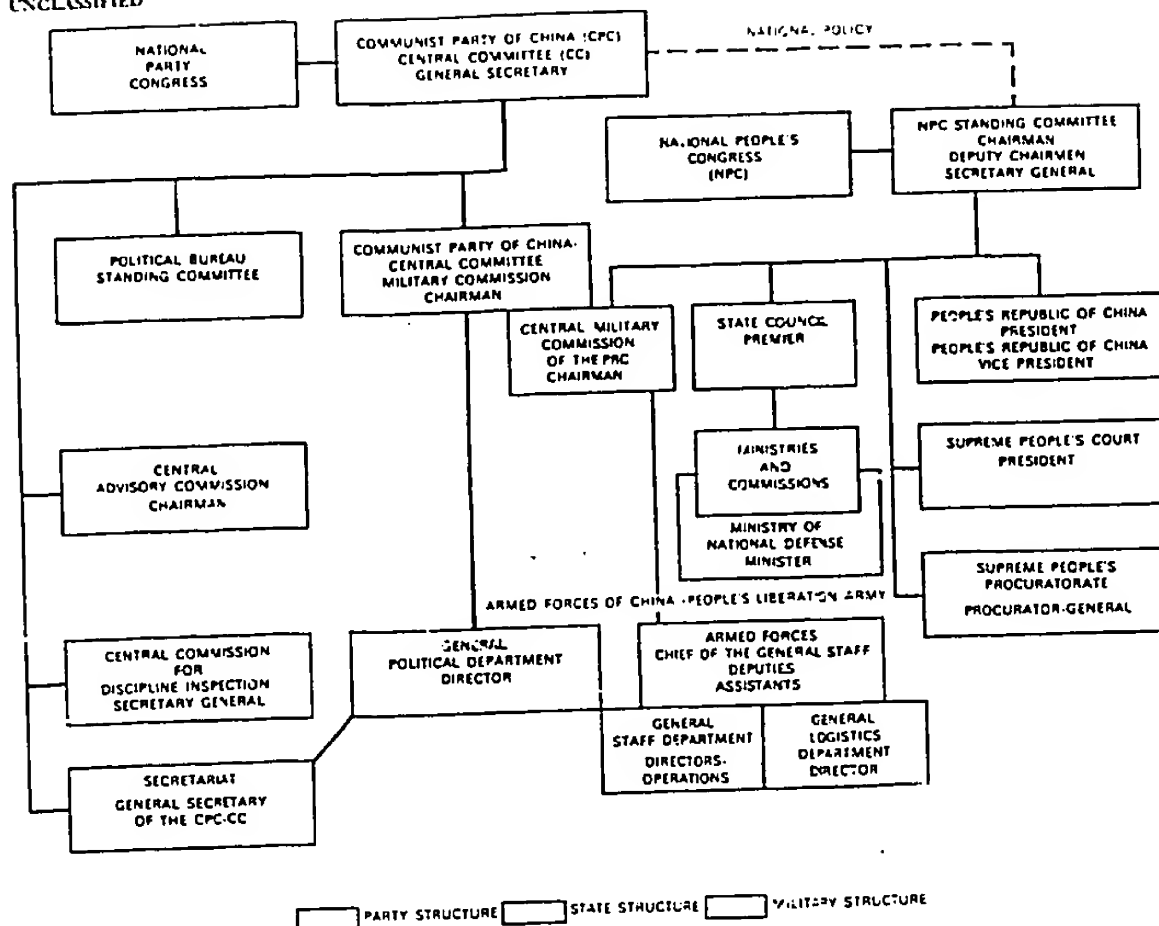 UNCLASSIFIED
NATIONAL
PARTY
CONGRESS
COMMUNIST PARTY OF CHINA (CPC)
CENTRAL COMMITTEE (CC)
GENERAL SECRETARY
NATIONAL POLICY
NATIONAL PEOPLE'S
CONGRESS
(NPC)
NPC STANDING COMMITTEE
CHAIRMAN
DEPUTY CHAIRMEN
SECRETARY GENERAL
POLITICAL BUREAU
STANDING COMMITTEE
COMMUNIST PARTY OF CHINA-
CENTRAL COMMITTEE
MILITARY COMMISSION
CHAIRMAN
CENTRAL MILITARY
COMMISSION
OF THE PRC
CHAIRMAN
STATE COUNCIL
PREMIER
PEOPLE'S REPUBLIC OF CHINA
PRESIDENT
PEOPLE'S REPUBLIC OF CHINA
VICE PRESIDENT
CENTRAL
ADVISORY COMMISSION
CHAIRMAN
MINISTRIES
AND
COMMISSIONS
MINISTRY OF
NATIONAL DEFENSE
MINISTER
SUPREME PEOPLE'S COURT
PRESIDENT
SUPREME PEOPLE'S
PROCURATORATE
PROCURATOR-GENERAL
ARMED FORCES OF CHINA-PEOPLE'S LIBERATION ARMY
CENTRAL COMMISSION
FOR
DISCIPLINE INSPECTION
SECRETARY GENERAL
GENERAL
POLITICAL DEPARTMENT
DIRECTOR
ARMED FORCES
CHIEF OF THE GENERAL STAFF
DEPUTIES
ASSISTANTS
GENERAL
STAFF DEPARTMENT
DIRECTORS-
OPERATIONS
GENERAL
LOGISTICS
DEPARTMENT
DIRECTOR
SECRETARIAT
GENERAL SECRETARY
OF THE CPC-CC
PARTY STRUCTURE
STATE STRUCTURE
MILITARY STRUCTURE